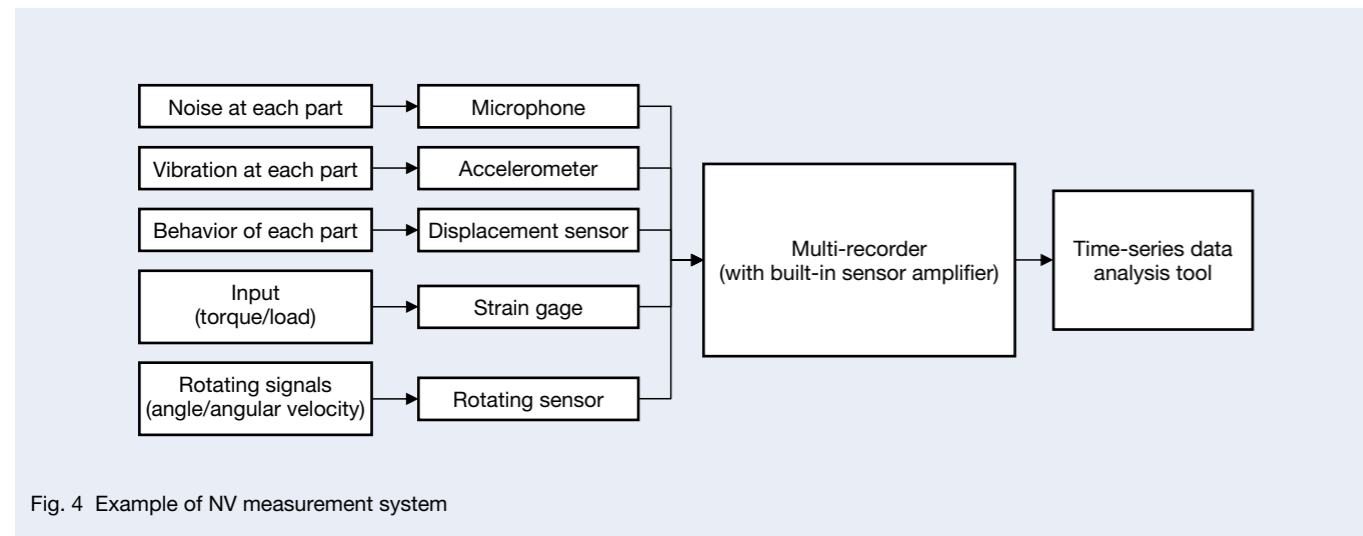 Noise at each part
Microphone
Vibration at each part
Accelerometer
Behavior of each part
Displacement sensor
Input
(torque/load)
Strain gage
Rotating signals
(angle/angular velocity)
Rotating sensor
Multi-recorder
(with built-in sensor amplifier)
Time-series data
analysis tool
Fig. 4 Example of NV measurement system